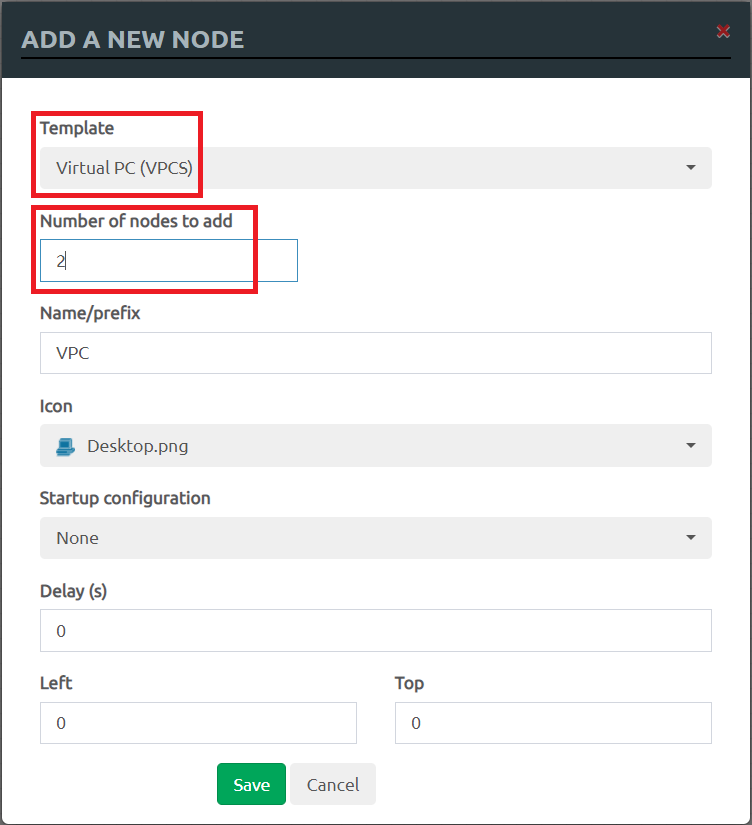 ADD A NEW NODE
Template
Virtual PC (VPCS)
Number of nodes to add
2
Name/prefix
VPC
Icon
Desktop.png
Startup configuration
None
Delay (s)
0
Left Top
0 0
Save Cancel